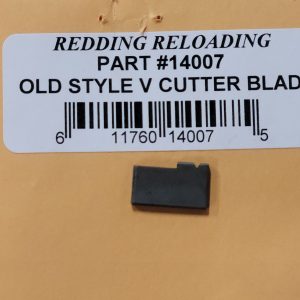 REDDING RELOADING
PART #14007
OLD STYLE V CUTTER BLAD
6 11760 14007 5